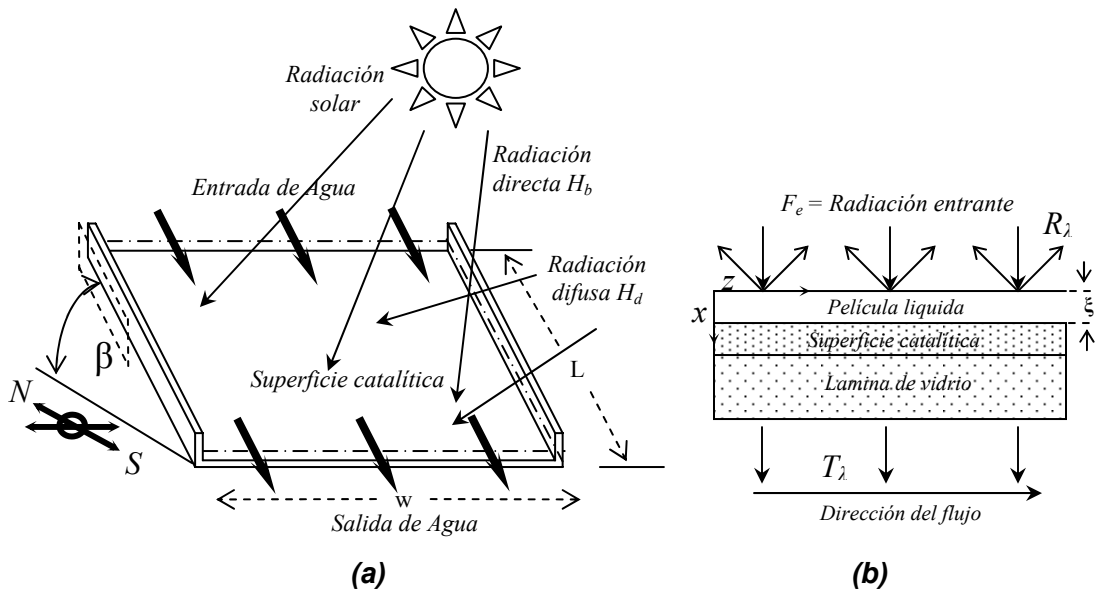 Radiación
solar
Radiación
directa H_b
Entrada de Agua
Radiación
difusa H_d
β
Superficie catalítica
L
N
S
w
Salida de Agua
(a)
F_e = Radiación entrante
R_λ
z
x
Película liquida
ξ
Superficie catalítica
Lamina de vidrio
T_λ
Dirección del flujo
(b)